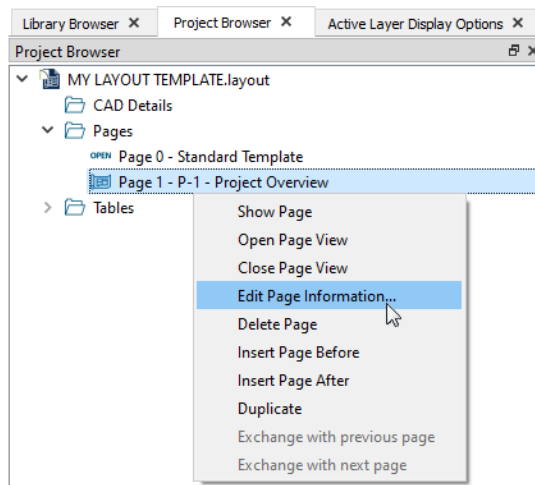 Library Browser
Project Browser
Active Layer Display Options
Project Browser
MY LAYOUT TEMPLATE.layout
CAD Details
Pages
OPEN Page 0 - Standard Template
Page 1 - P-1 - Project Overview
Tables
Show Page
Open Page View
Close Page View
Edit Page Information...
Delete Page
Insert Page Before
Insert Page After
Duplicate
Exchange with previous page
Exchange with next page